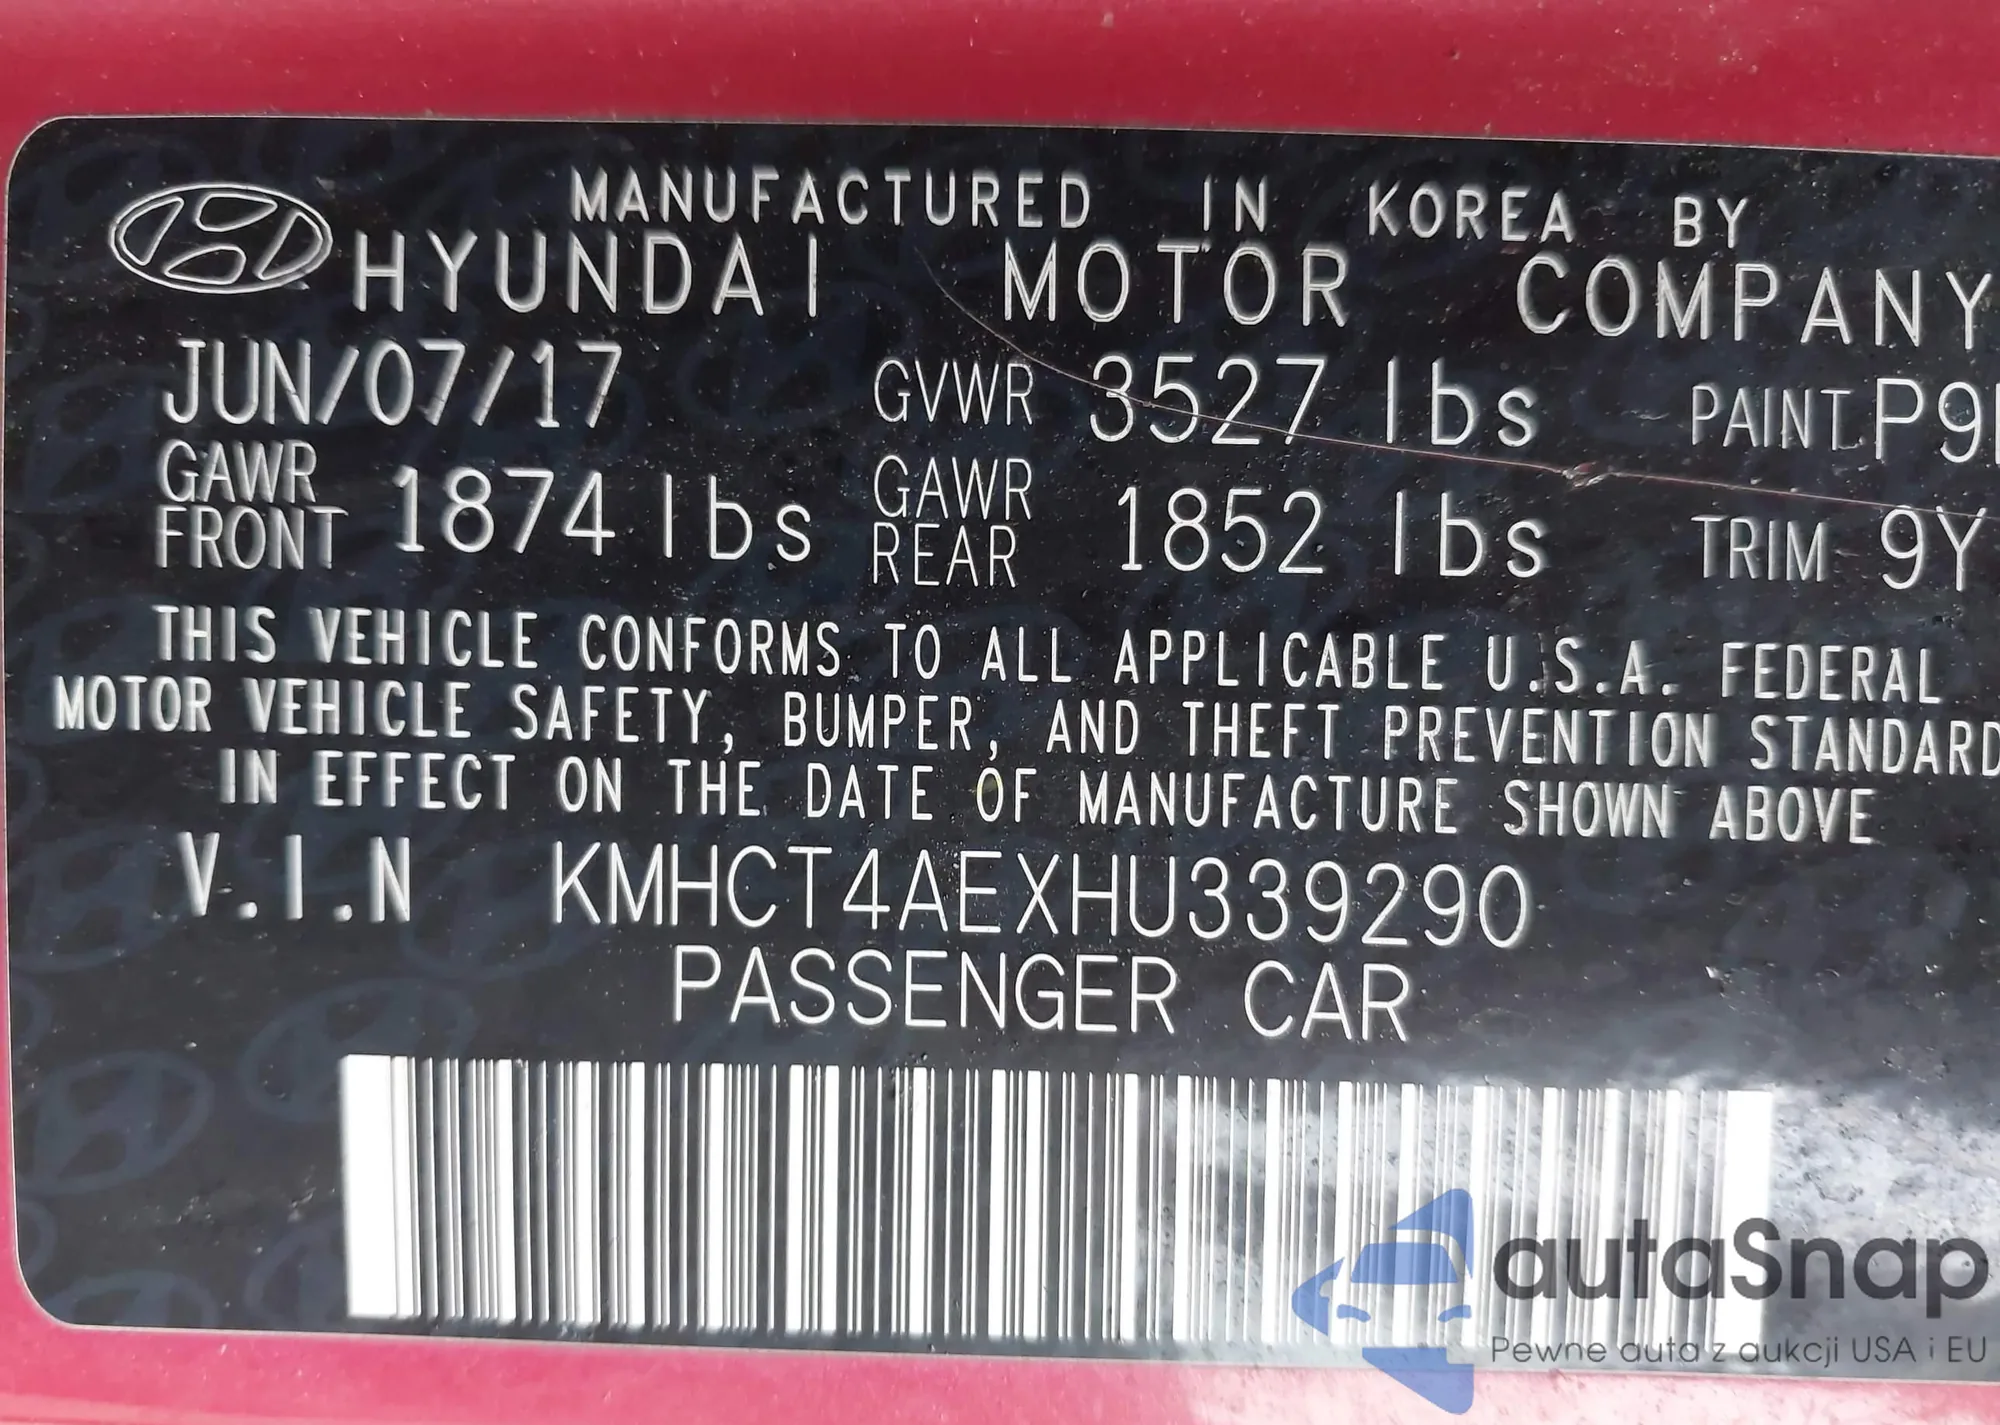 MANUFACTURED IN KOREA BY
HYUNDAI MOTOR COMPANY
JUN/07/17 GVWR 3527 lbs PAINT P9
GAWR FRONT 1874 lbs GAWR REAR 1852 lbs TRIM 9Y
THIS VEHICLE CONFORMS TO ALL APPLICABLE U.S.A. FEDERAL
MOTOR VEHICLE SAFETY, BUMPER, AND THEFT PREVENTION STANDARD
IN EFFECT ON THE DATE OF MANUFACTURE SHOWN ABOVE
V.I.N KMHCT4AEXHU339290
PASSENGER CAR
autaSnap
Pewne auta z aukcji USA i EU